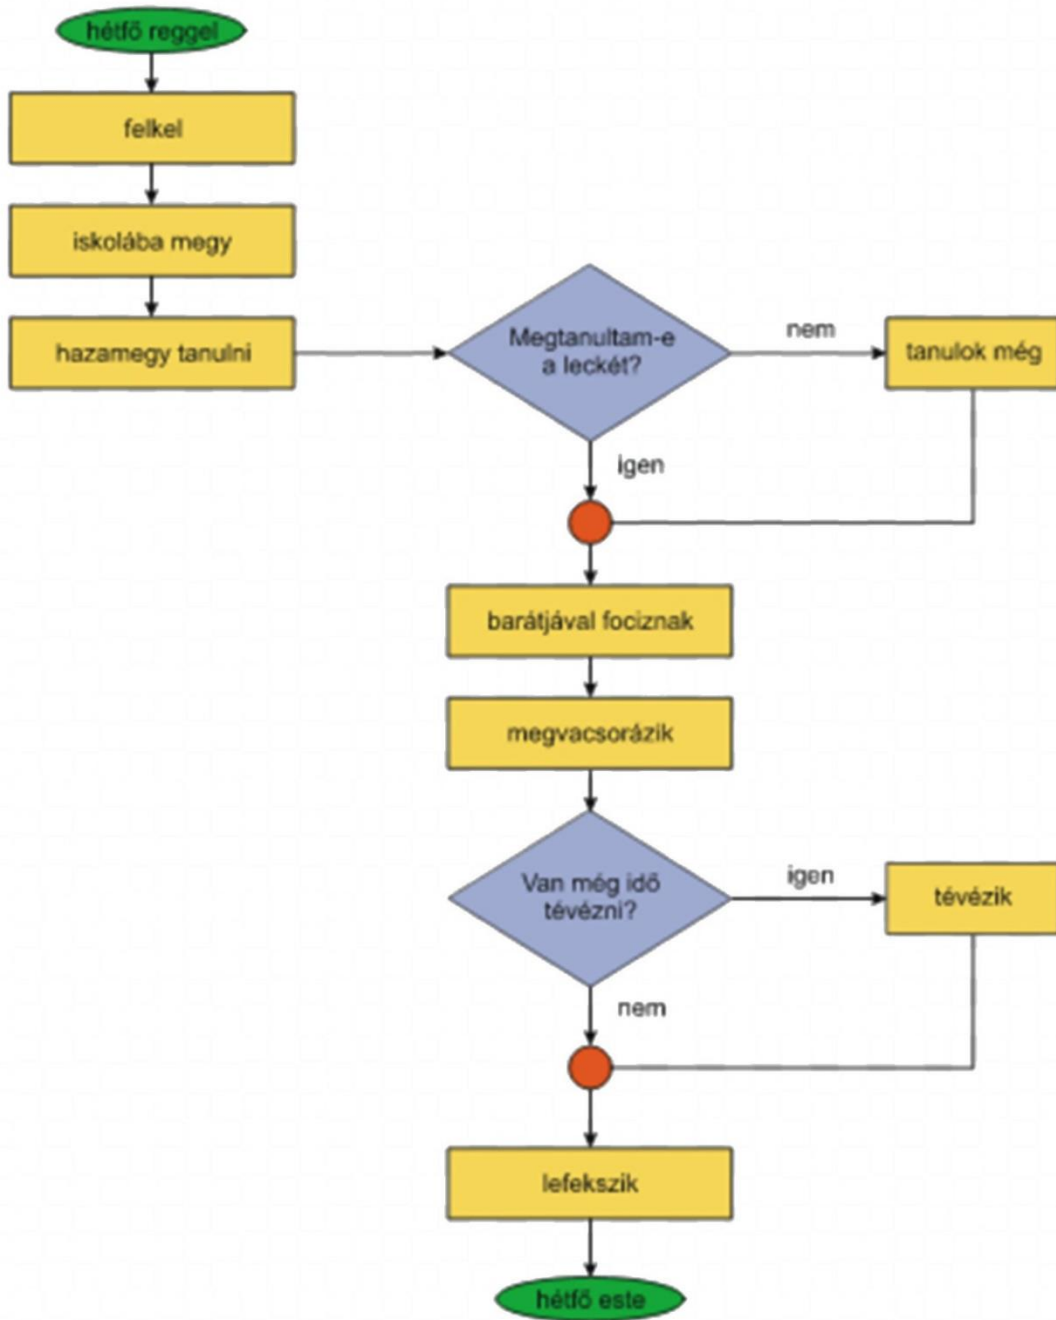 hétfő reggel
felkel
iskolába megy
hazamegy tanulni
Megtanultam-e
a leckét?
nem
tanulok még
igen
barátjával fociznak
megvacsorázik
Van még idő
tévézni?
igen
tévézik
nem
lefekszik
hétfő este